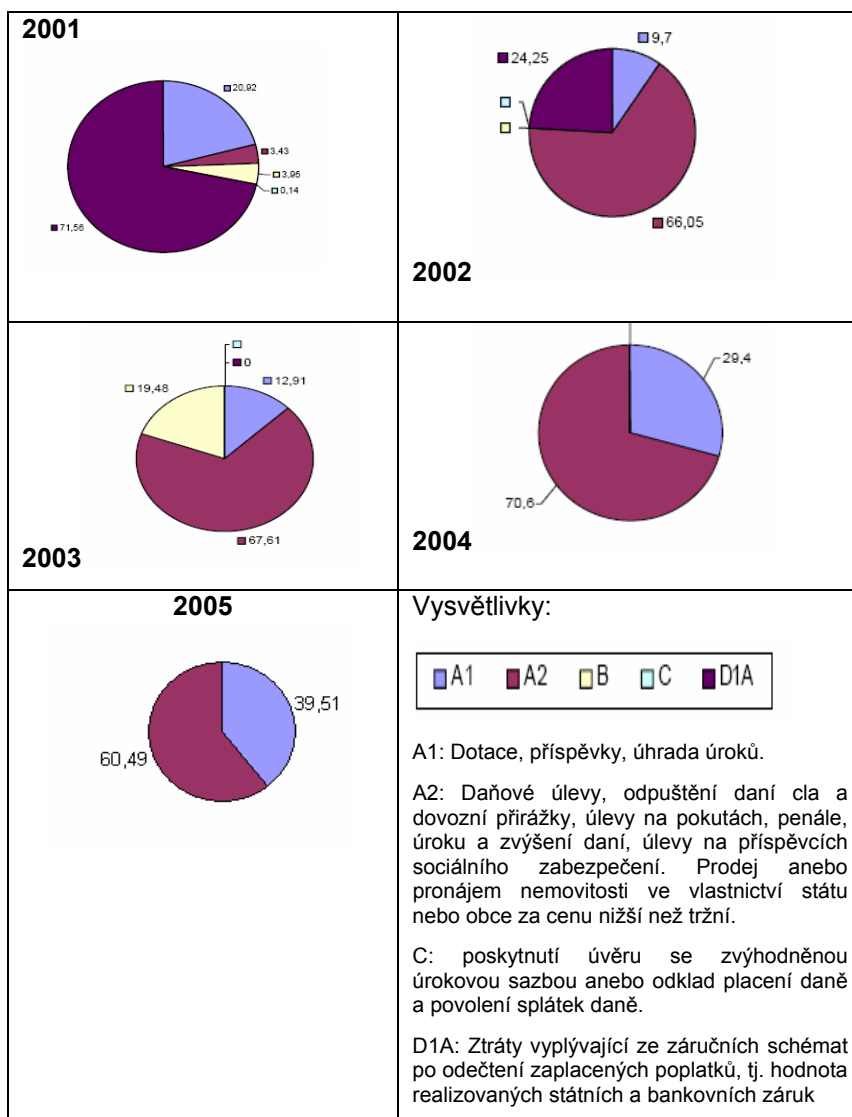 2001
20,92
3,43
3,95
0,14
71,56
9,7
24,25
66,05
2002
0
19,48
12,91
67,61
2003
29,4
70,6
2004
2005
39,51
60,49
Vysvětlivky:
A1 A2 B C D1A
A1: Dotace, příspěvky, úhrada úroků.
A2: Daňové úlevy, odpuštění daní cla a
dovozní přirážky, úlevy na pokutách, penále,
úroku a zvýšení daní, úlevy na příspěvcích
sociálního zabezpečení. Prodej anebo
pronájem nemovitosti ve vlastnictví státu
nebo obce za cenu nižší než tržní.
C: poskytnutí úvěru se zvýhodněnou
úrokovou sazbou anebo odklad placení daně
a povolení splátek daně.
D1A: Ztráty vyplývající ze záručních schémat
po odečtení zaplacených poplatků, tj. hodnota
realizovaných státních a bankovních záruk